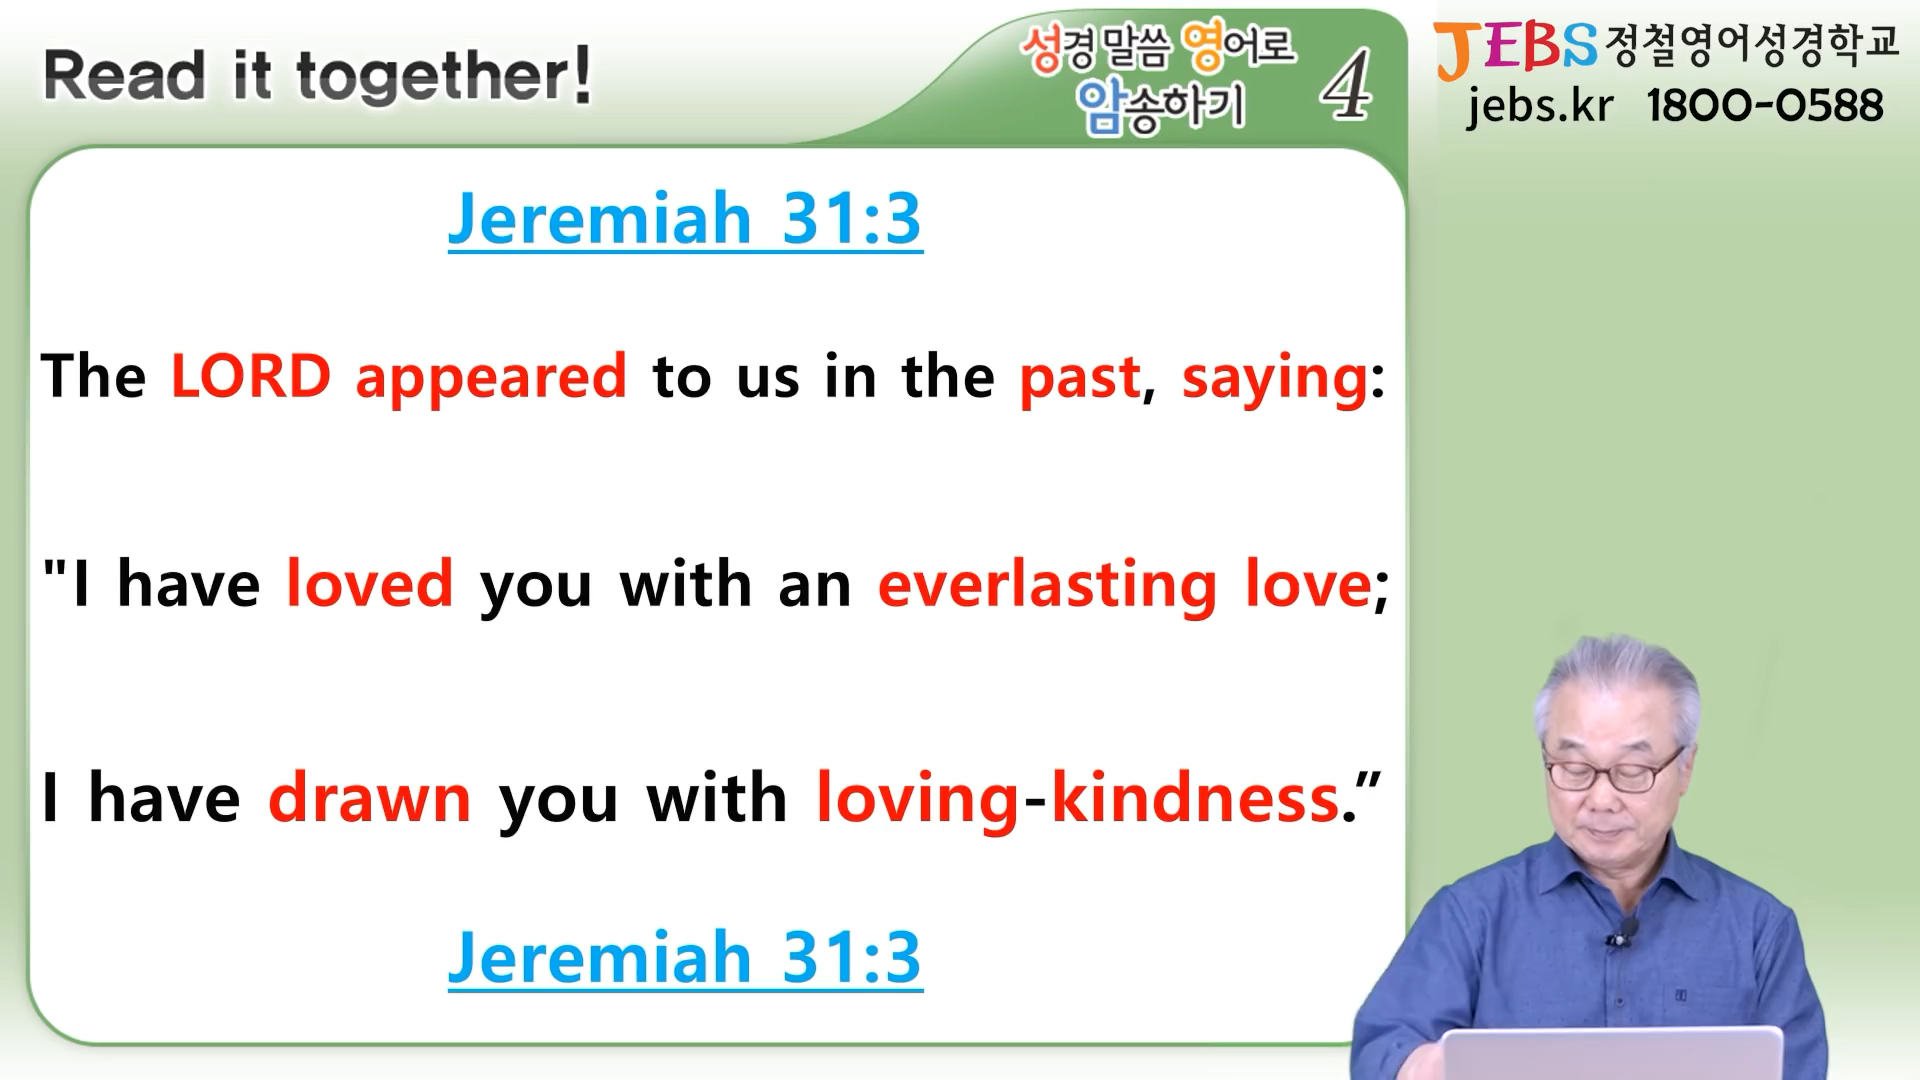 Read it together!
성경 말씀 영어로
암송하기
4
JEBS 정철영어성경학교
jebs.kr 1800-0588
Jeremiah 31:3
The LORD appeared to us in the past, saying:
"I have loved you with an everlasting love;
I have drawn you with loving-kindness.”
Jeremiah 31:3